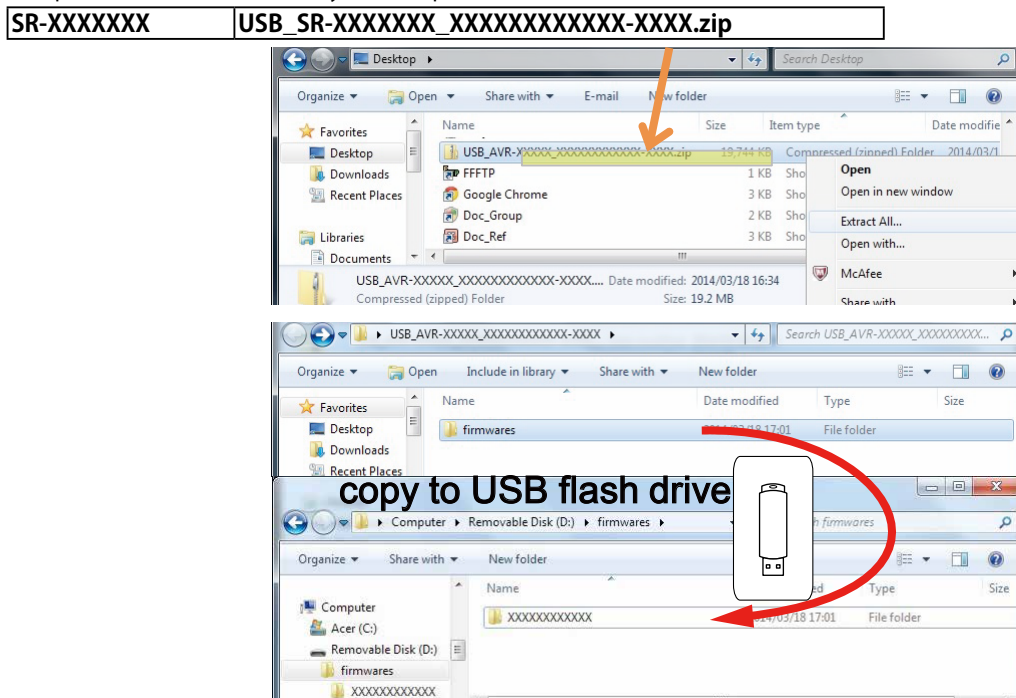 SR-XXXXXXX USB_SR-XXXXXXX_XXXXXXXXXXXX-XXXX.zip
Desktop Search Desktop
Organize Open Share with E-mail New folder
Favorites Name Size Item type Date modifie
Desktop USB_AVR-XXXXX_XXXXXXXXXXXX-XXXX.zip 19,744 KB Compressed (zipped) Folder 2014/03/1
Downloads FFFTP 1 KB Sho Open
Recent Places Google Chrome 3 KB Sho Open in new window
Doc_Group 2 KB Sho Extract All...
Libraries Doc_Ref 3 KB Sho Open with...
Documents
McAfee
USB_AVR-XXXXX_XXXXXXXXXXXX-XXXX.... Date modified: 2014/03/18 16:34
Compressed (zipped) Folder Size: 19.2 MB Share with
USB_AVR-XXXXX_XXXXXXXXXXXX-XXXX Search USB_AVR-XXXXX_XXXXXXXXX...
Organize Open Include in library Share with New folder
Favorites Name Date modified Type Size
Desktop firmwares 2014/03/18 17:01 File folder
Downloads
Recent Places
copy to USB flash drive
Computer Removable Disk (D:) firmwares firmwares
Organize Share with New folder
Name Type Size
Computer XXXXXXXXXXXX 2014/03/18 17:01 File folder
Acer (C:)
Removable Disk (D:)
firmwares
XXXXXXXXXXXX